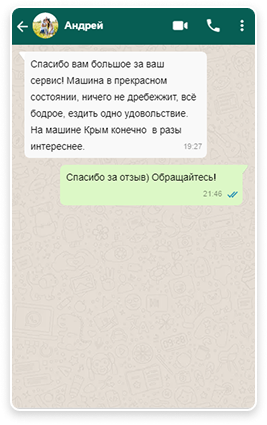 Андрей
Спасибо вам большое за ваш
сервис! Машина в прекрасном
состоянии, ничего не дребежжит, всё
бодрое, ездить одно удовольствие.
На машине Крым конечно в разы
интереснее.
19:27
Спасибо за отзыв) Обращайтесь!
21:46